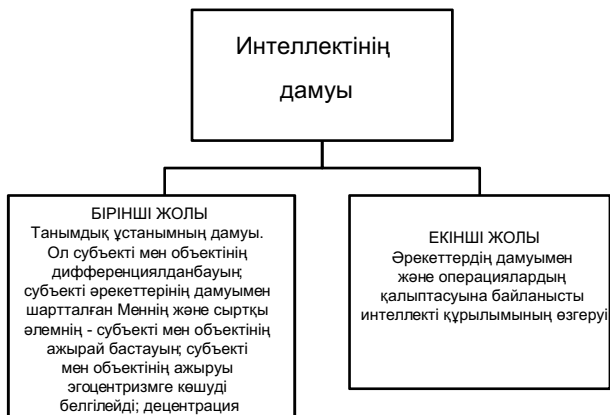 Интеллектінің
дамуы
БІРІНШІ ЖОЛЫ
Танымдық ұстанымның дамуы.
Ол субъекті мен объектінің
дифференциялданбауын;
субъекті әрекеттерінің дамуымен
шартталған Меннің және сыртқы
әлемнің - субъекті мен объектінің
ажырай бастауын; субъекті
мен объектінің ажыруы
эгоцентризмге көшуді
белгілейді; децентрация
ЕКІНШІ ЖОЛЫ
Әрекеттердің дамуымен
және операциялардың
қалыптасуына байланысты
интеллекті құрылымының өзгеруі